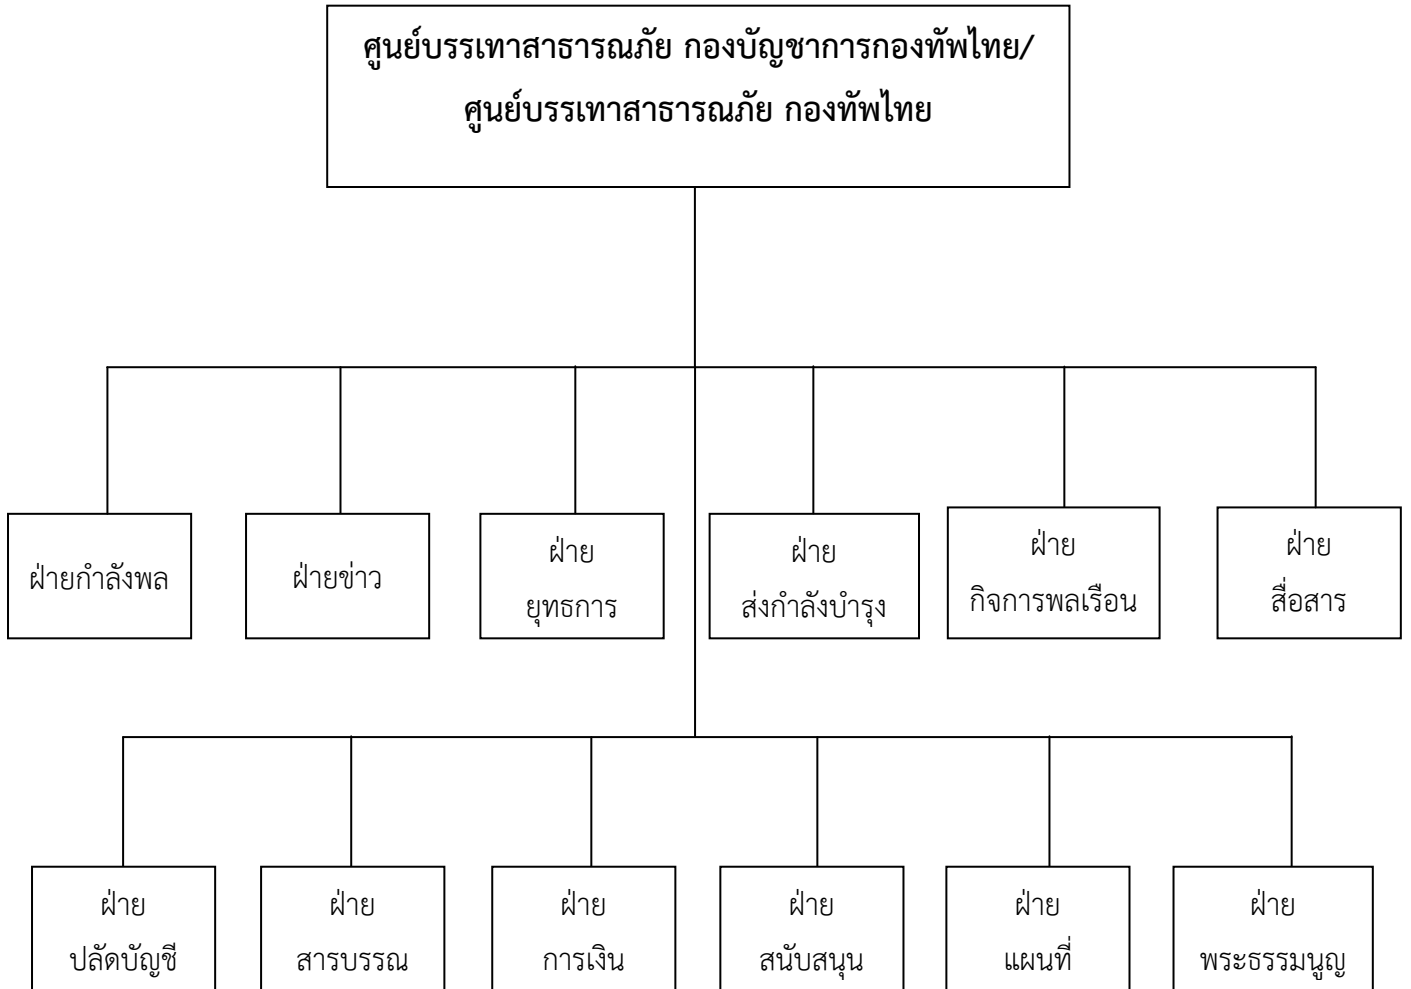 ศูนย์บรรเทาสาธารณภัย กองบัญชาการกองทัพไทย/
ศูนย์บรรเทาสาธารณภัย กองทัพไทย
ฝ่ายกำลังพล
ฝ่ายข่าว
ฝ่าย
ยุทธการ
ฝ่าย
ส่งกำลังบำรุง
ฝ่าย
กิจการพลเรือน
ฝ่าย
สื่อสาร
ฝ่าย
ปลัดบัญชี
ฝ่าย
สารบรรณ
ฝ่าย
การเงิน
ฝ่าย
สนับสนุน
ฝ่าย
แผนที่
ฝ่าย
พระธรรมนูญ